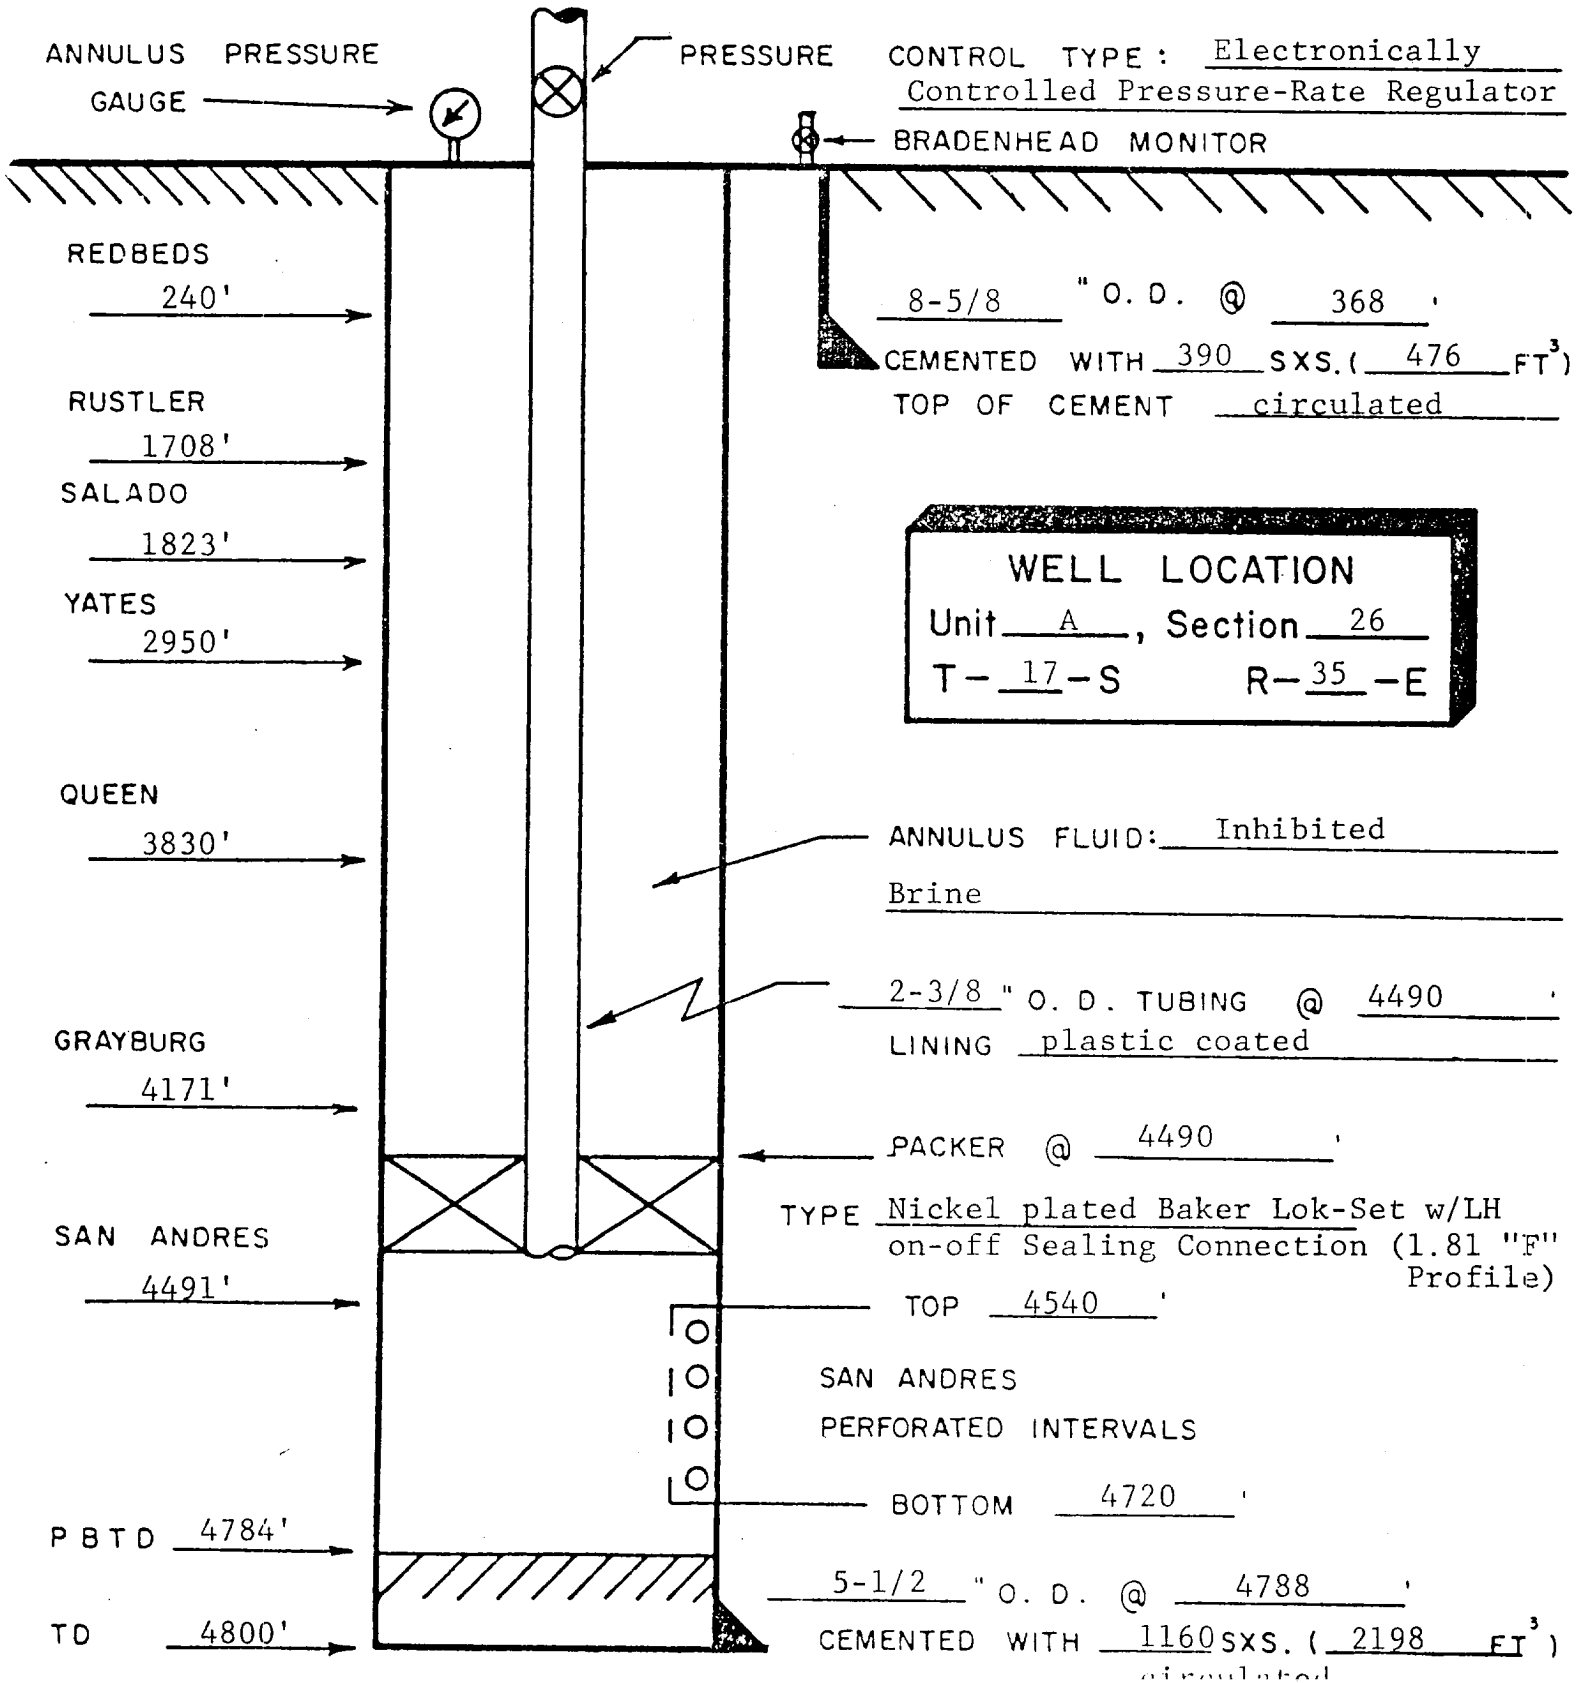 ANNULUS PRESSURE
GAUGE
PRESSURE CONTROL TYPE: Electronically
Controlled Pressure-Rate Regulator
BRADENHEAD MONITOR
REDBEDS
240'
8-5/8 " O.D. @ 368 '
CEMENTED WITH 390 SXS. ( 476 FT³)
TOP OF CEMENT circulated
RUSTLER
1708'
SALADO
1823'
YATES
2950'
WELL LOCATION
Unit A, Section 26
T-17-S R-35-E
QUEEN
3830'
ANNULUS FLUID: Inhibited
Brine
2-3/8 " O. D. TUBING @ 4490 '
LINING plastic coated
GRAYBURG
4171'
PACKER @ 4490 '
TYPE Nickel plated Baker Lok-Set w/LH
on-off Sealing Connection (1.81 "F"
Profile)
SAN ANDRES
4491'
TOP 4540 '
SAN ANDRES
PERFORATED INTERVALS
BOTTOM 4720 '
PBTD 4784'
5-1/2 " O. D. @ 4788 '
TD 4800'
CEMENTED WITH 1160 SXS. ( 2198 FT³)
circulated